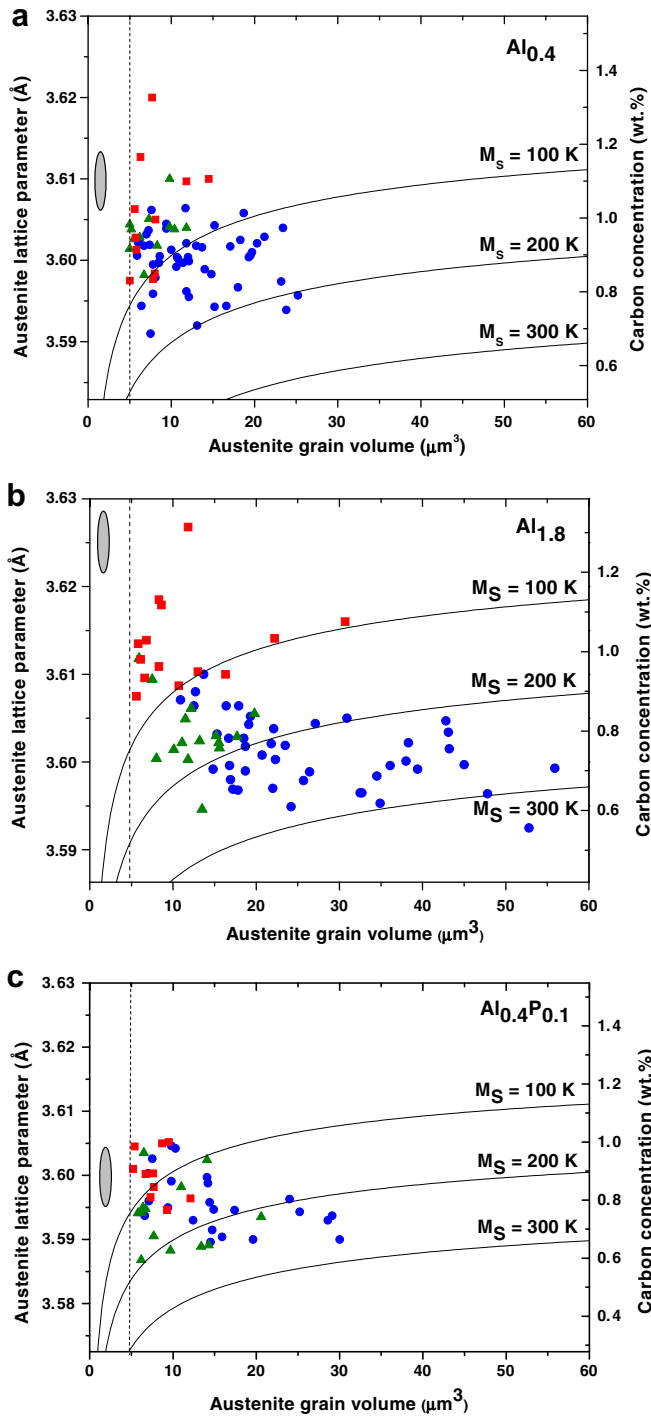 a
Al0.4
3.63
3.62
3.61
3.60
3.59
Austenite lattice parameter (Å)
1.4
1.2
1.0
0.8
0.6
Carbon concentration (wt.%)
Ms = 100 K
Ms = 200 K
Ms = 300 K
0 10 20 30 40 50 60
Austenite grain volume (μm3)
b
Al1.8
3.63
3.62
3.61
3.60
3.59
Austenite lattice parameter (Å)
1.2
1.0
0.8
0.6
Carbon concentration (wt.%)
MS = 100 K
MS = 200 K
MS = 300 K
0 10 20 30 40 50 60
Austenite grain volume (μm3)
c
Al0.4P0.1
3.63
3.62
3.61
3.60
3.59
3.58
Austenite lattice parameter (Å)
1.4
1.2
1.0
0.8
0.6
0.4
Carbon concentration (wt.%)
MS = 100 K
MS = 200 K
MS = 300 K
0 10 20 30 40 50 60
Austenite grain volume (μm3)